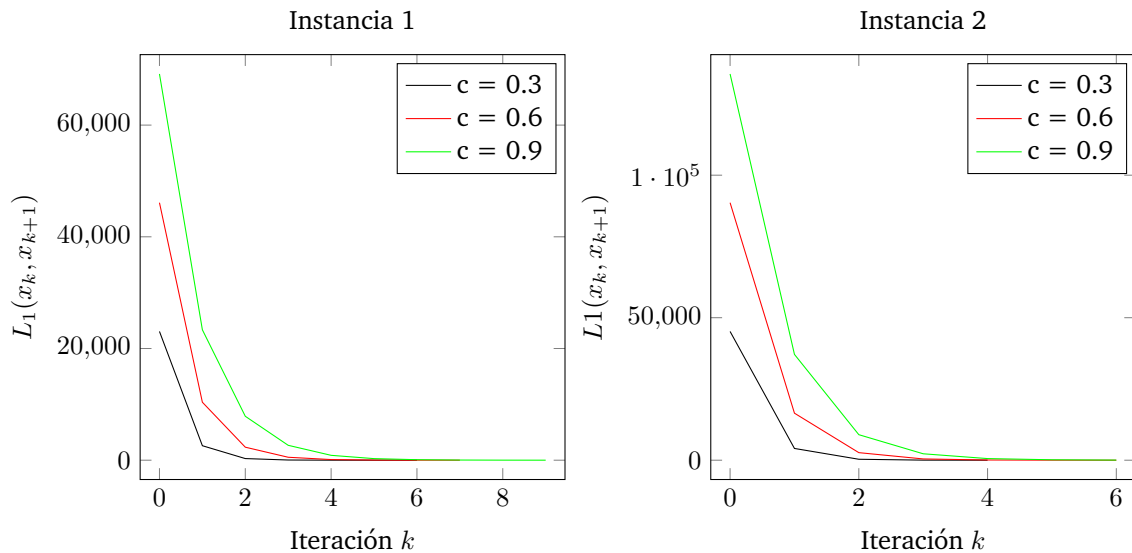 Instancia 1
c = 0.3
c = 0.6
c = 0.9
60,000
40,000
20,000
0
0 2 4 6 8
L_1(x_k, x_{k+1})
Iteración k
Instancia 2
c = 0.3
c = 0.6
c = 0.9
1 · 10^5
50,000
0
0 2 4 6
L1(x_k, x_{k+1})
Iteración k